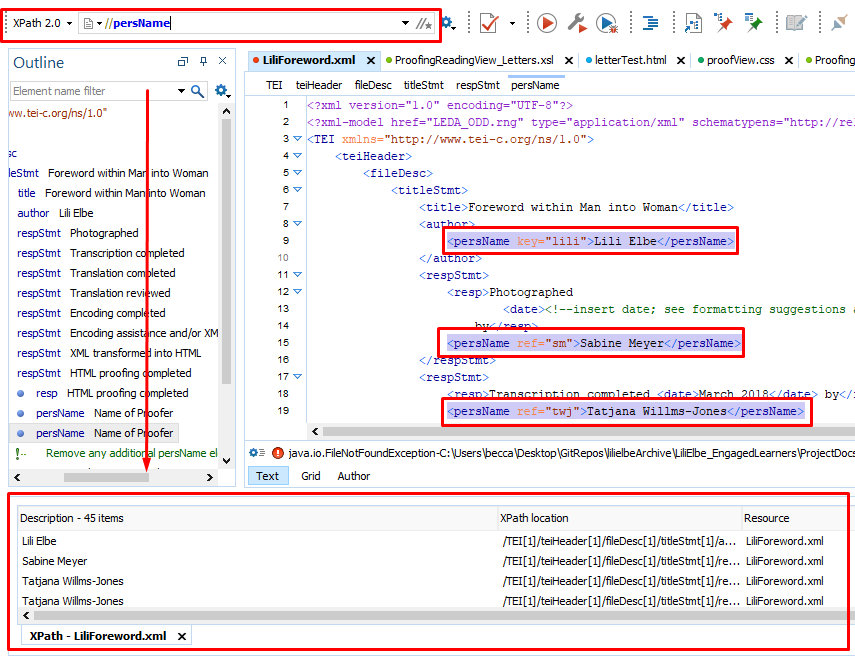 XPath 2.0 //persName
Outline
Element name filter
ww.tei-c.org/ns/1.0"
sc
leStmt Foreword within Man into Woman
title Foreword within Man into Woman
author Lili Elbe
respStmt Photographed
respStmt Transcription completed
respStmt Translation completed
respStmt Translation reviewed
respStmt Encoding completed
respStmt Encoding assistance and/or XM
respStmt XML transformed into HTML
respStmt HTML proofing completed
resp HTML proofing completed
persName Name of Proofer
persName Name of Proofer
Remove any additional persName el
LiliForeword.xml ProofingReadingView_Letters.xsl letterTest.html proofView.css Proofing
TEI teiHeader fileDesc titleStmt respStmt persName
1 <?xml version="1.0" encoding="UTF-8"?>
2 <?xml-model href="LEDA_ODD.rng" type="application/xml" schematypens="http://rel
3 <TEI xmlns="http://www.tei-c.org/ns/1.0">
4 <teiHeader>
5 <fileDesc>
6 <titleStmt>
7 <title>Foreword within Man into Woman</title>
8 <author>
9 <persName key="lili">Lili Elbe</persName>
10 </author>
11 <respStmt>
12 <resp>Photographed
13 <date><!--insert date; see formatting suggestions a
14 by</resp>
15 <persName ref="sm">Sabine Meyer</persName>
16 </respStmt>
17 <respStmt>
18 <resp>Transcription completed <date>March 2018</date> by</r
19 <persName ref="twj">Tatjana Willms-Jones</persName>
java.io.FileNotFoundException-C:\Users\becca\Desktop\GitRepos\lilielbeArchive\LiliElbe_EngagedLearners\ProjectDocs
Text Grid Author
Description - 45 items XPath location Resource
Lili Elbe /TEI[1]/teiHeader[1]/fileDesc[1]/titleStmt[1]/a... LiliForeword.xml
Sabine Meyer /TEI[1]/teiHeader[1]/fileDesc[1]/titleStmt[1]/re... LiliForeword.xml
Tatjana Willms-Jones /TEI[1]/teiHeader[1]/fileDesc[1]/titleStmt[1]/re... LiliForeword.xml
Tatjana Willms-Jones /TEI[1]/teiHeader[1]/fileDesc[1]/titleStmt[1]/re... LiliForeword.xml
XPath - LiliForeword.xml